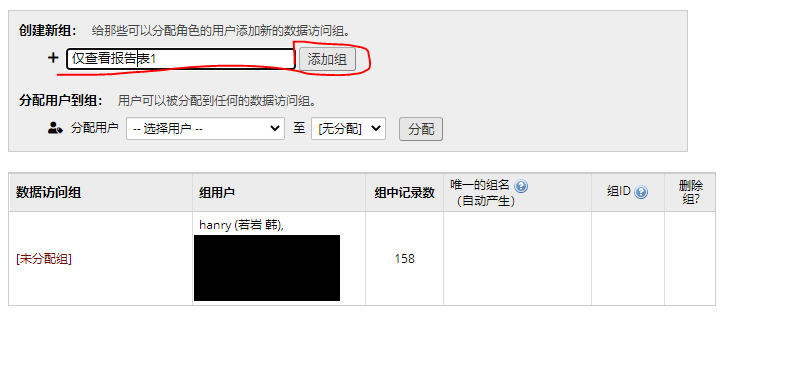 创建新组： 给那些可以分配角色的用户添加新的数据访问组。
仅查看报告表1 添加组
分配用户到组： 用户可以被分配到任何的数据访问组。
分配用户 -- 选择用户 -- 至 [无分配] 分配
数据访问组 组用户 组中记录数 唯一的组名 (自动产生) 组ID 删除组?
hanry (若岩 韩),
[未分配组] 158